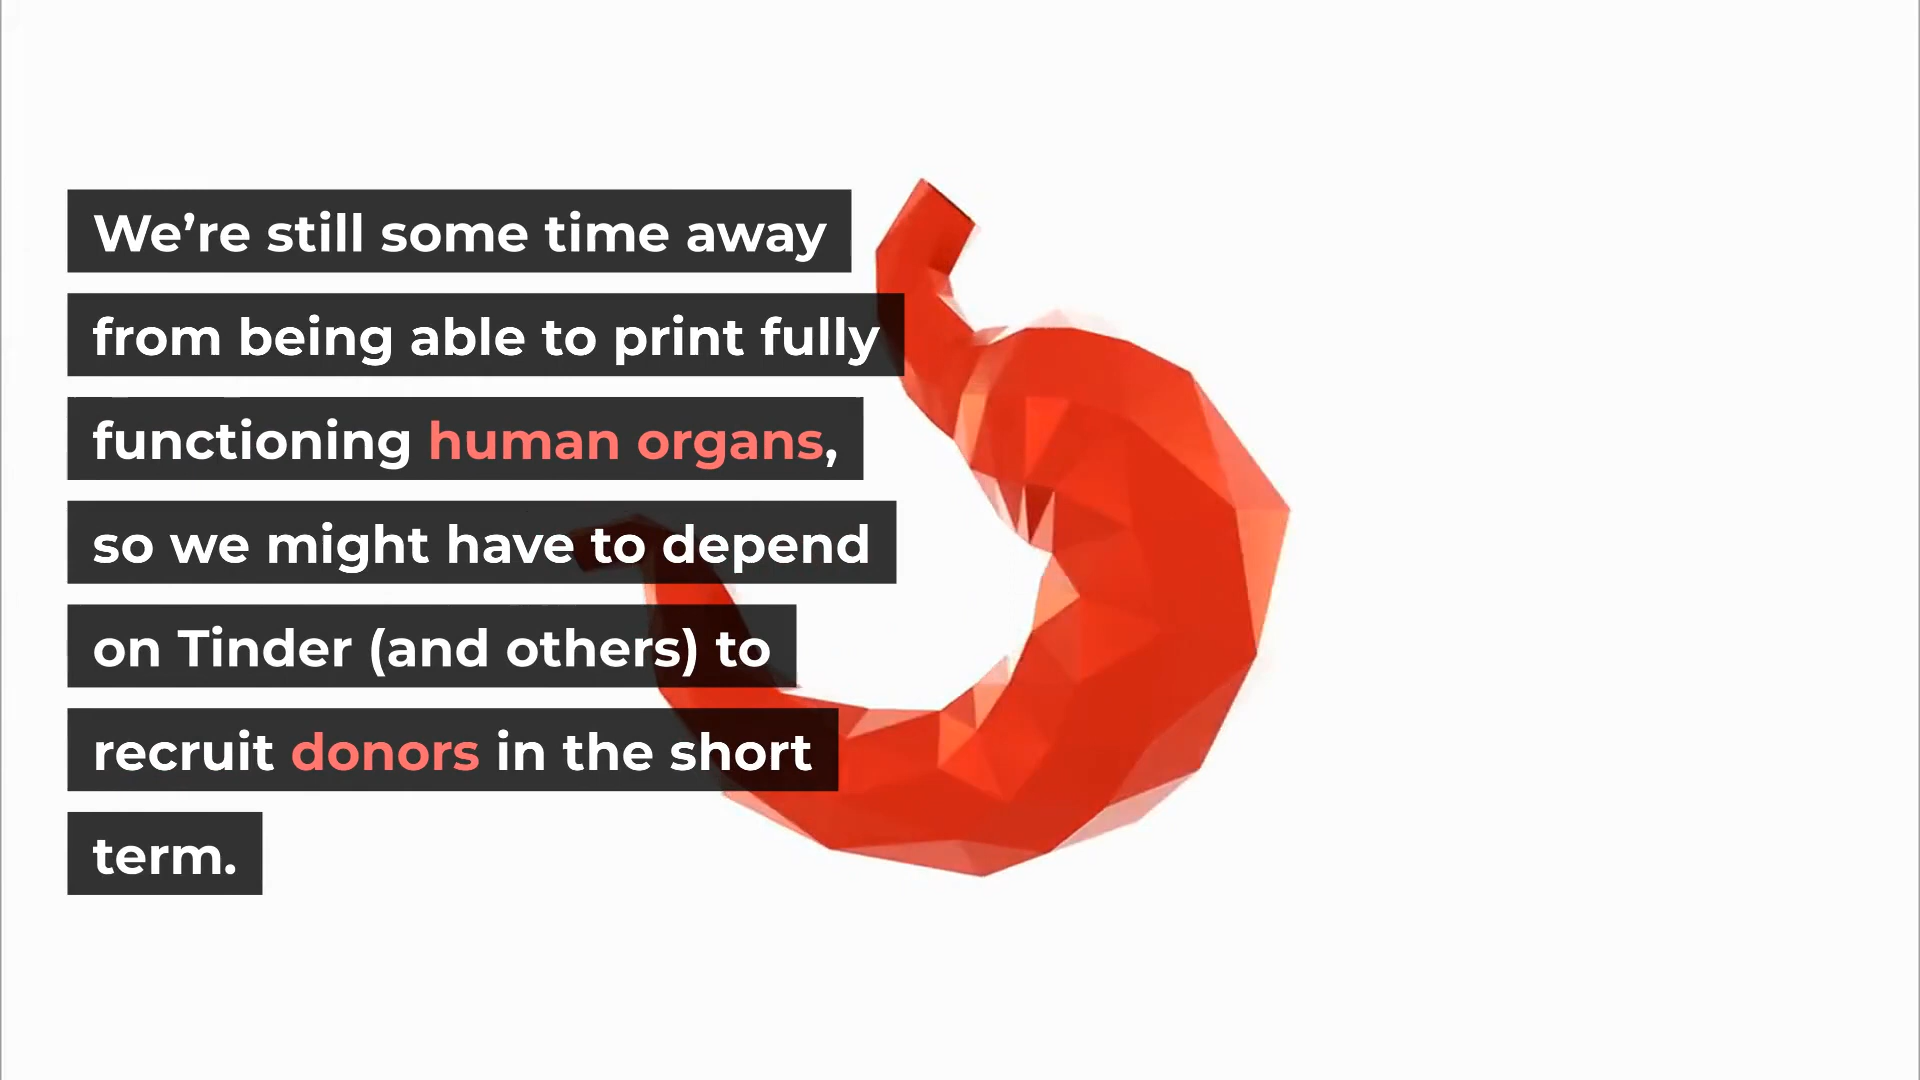 We’re still some time away
from being able to print fully
functioning human organs,
so we might have to depend
on Tinder (and others) to
recruit donors in the short
term.